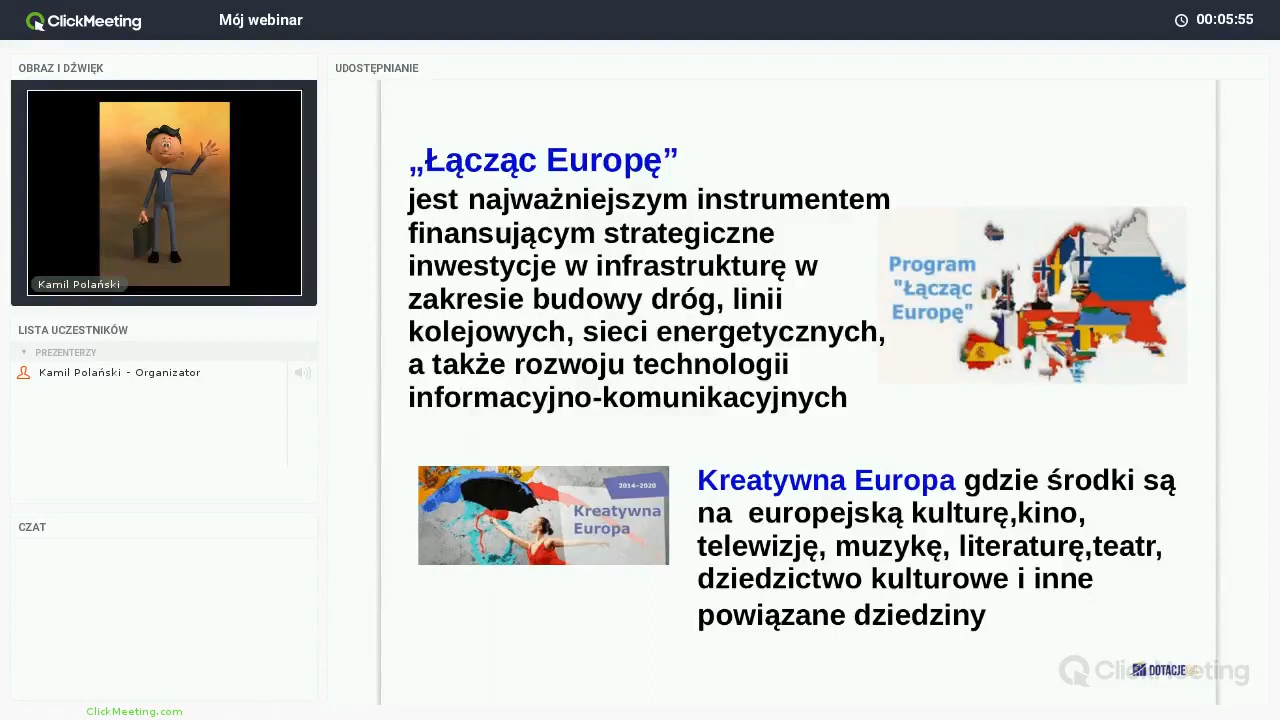 ClickMeeting
Mój webinar
00:05:55
OBRAZ I DŹWIĘK
Kamil Polański
LISTA UCZESTNIKÓW
PREZENTERZY
Kamil Polański - Organizator
CZAT
ClickMeeting.com
UDOSTĘPNIANIE
„Łącząc Europę”
jest najważniejszym instrumentem
finansującym strategiczne
inwestycje w infrastrukturę w
zakresie budowy dróg, linii
kolejowych, sieci energetycznych,
a także rozwoju technologii
informacyjno-komunikacyjnych
Program
"Łącząc
Europę"
2014–2020
Kreatywna
Europa
Kreatywna Europa gdzie środki są
na  europejską kulturę,kino,
telewizję, muzykę, literaturę,teatr,
dziedzictwo kulturowe i inne
powiązane dziedziny
ClickMeeting
DOTACJE